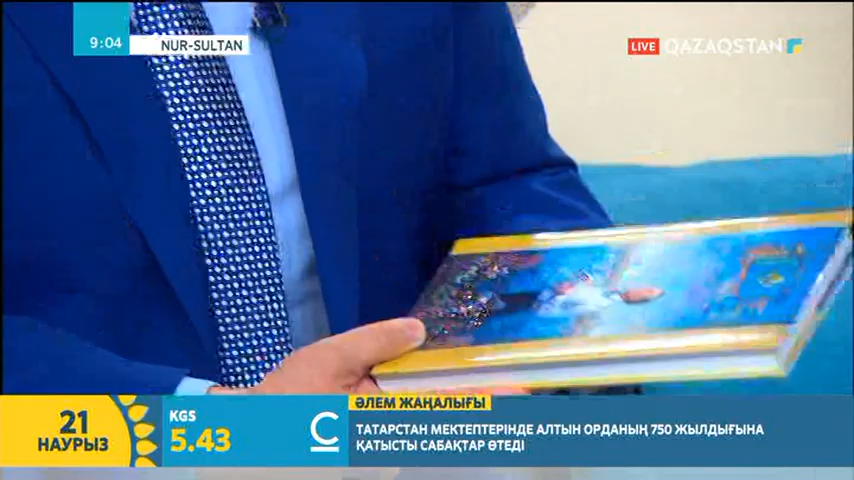 9:04
NUR-SULTAN
LIVE QAZAQSTAN
21
НАУРЫЗ
KGS
5.43
ӘЛЕМ ЖАҢАЛЫҒЫ
ТАТАРСТАН МЕКТЕПТЕРІНДЕ АЛТЫН ОРДАНЫҢ 750 ЖЫЛДЫҒЫНА
ҚАТЫСТЫ САБАҚТАР ӨТЕДІ